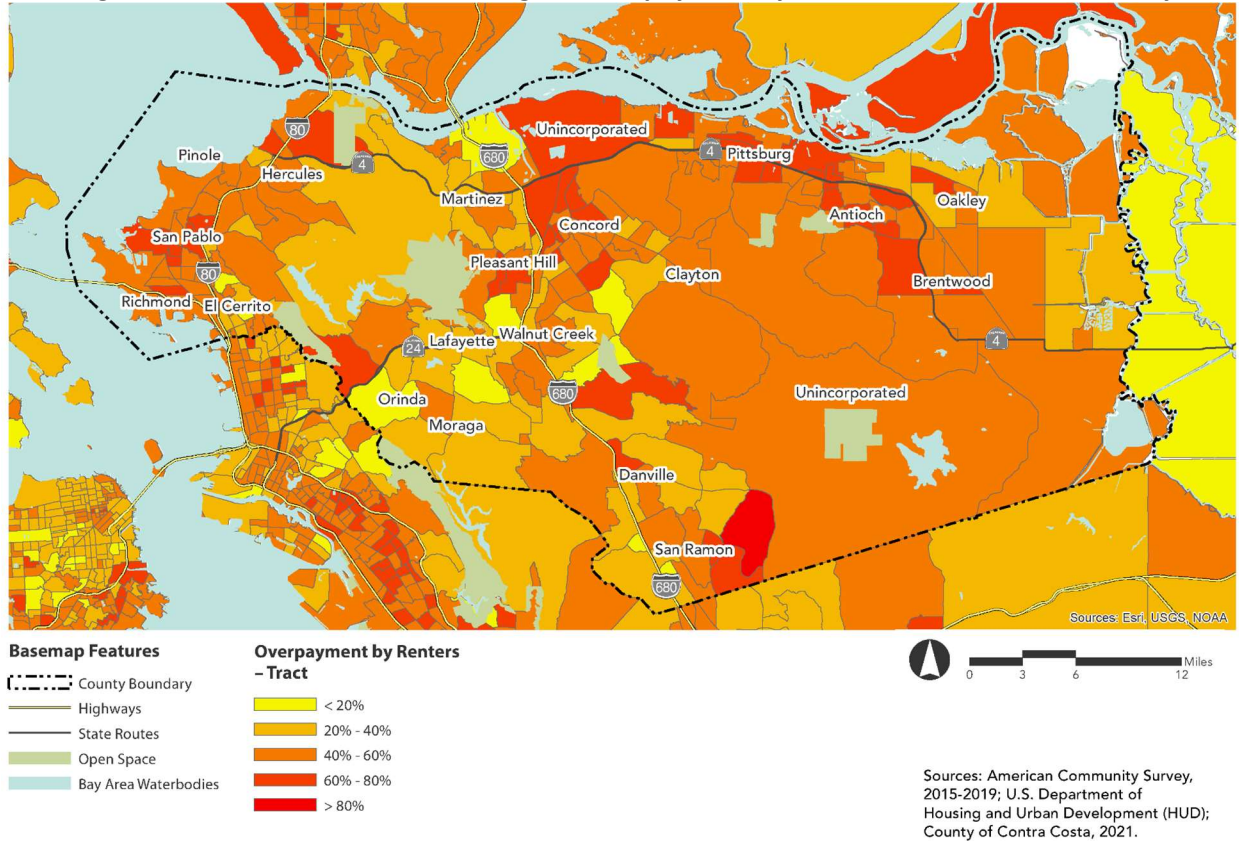 80
Unincorporated
Pinole
4
Pittsburg
680
4
Hercules
Martinez
Oakley
Antioch
San Pablo
Concord
80
Pleasant Hill
Clayton
Brentwood
Richmond
El Cerrito
Walnut Creek
Lafayette
24
4
680
Unincorporated
Orinda
Moraga
Danville
San Ramon
680
Sources: Esri, USGS, NOAA
Basemap Features
County Boundary
Highways
State Routes
Open Space
Bay Area Waterbodies
Overpayment by Renters
– Tract
< 20%
20% - 40%
40% - 60%
60% - 80%
> 80%
Miles
0 3 6 12
Sources: American Community Survey,
2015-2019; U.S. Department of
Housing and Urban Development (HUD);
County of Contra Costa, 2021.